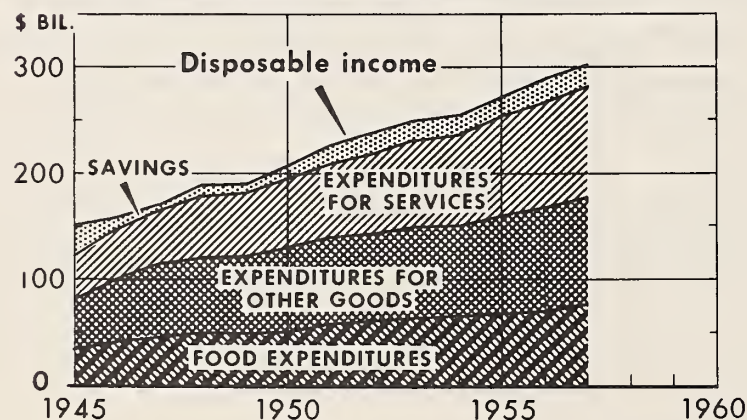 $ BIL.
300
Disposable income
200
SAVINGS
EXPENDITURES
FOR SERVICES
100
EXPENDITURES FOR
OTHER GOODS
FOOD EXPENDITURES
0
1945 1950 1955 1960